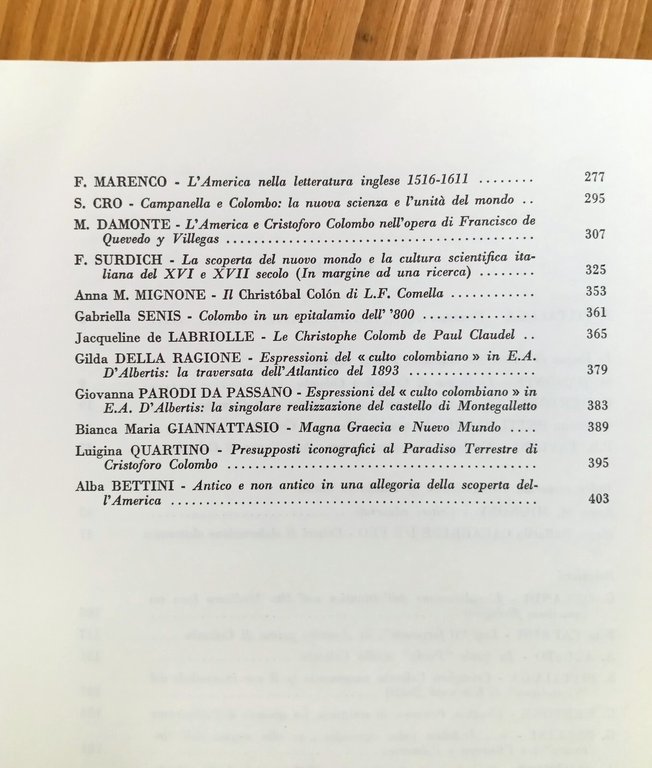 F. MARENCO - L'America nella letteratura inglese 1516-1611 ........ 277
S. CRO - Campanella e Colombo: la nuova scienza e l'unità del mondo .. 295
M. DAMONTE - L'America e Cristoforo Colombo nell'opera di Francisco de
Quevedo y Villegas ............................................ 307
F. SURDICH - La scoperta del nuovo mondo e la cultura scientifica ita-
liana del XVI e XVII secolo (In margine ad una ricerca) ........ 325
Anna M. MIGNONE - Il Christóbal Colón di L.F. Comella ............ 353
Gabriella SENIS - Colombo in un epitalamio dell' '800 ................ 361
Jacqueline de LABRIOLLE - Le Christophe Colomb de Paul Claudel .. 365
Gilda DELLA RAGIONE - Espressioni del « culto colombiano » in E.A.
D'Albertis: la traversata dell'Atlantico del 1893 .................. 379
Giovanna PARODI DA PASSANO - Espressioni del « culto colombiano » in
E.A. D'Albertis: la singolare realizzazione del castello di Montegalletto 383
Bianca Maria GIANNATTASIO - Magna Graecia e Nuevo Mundo .... 389
Luigina QUARTINO - Presupposti iconografici al Paradiso Terrestre di
Cristoforo Colombo ............................................ 395
Alba BETTINI - Antico e non antico in una allegoria della scoperta del-
l'America .................................................... 403